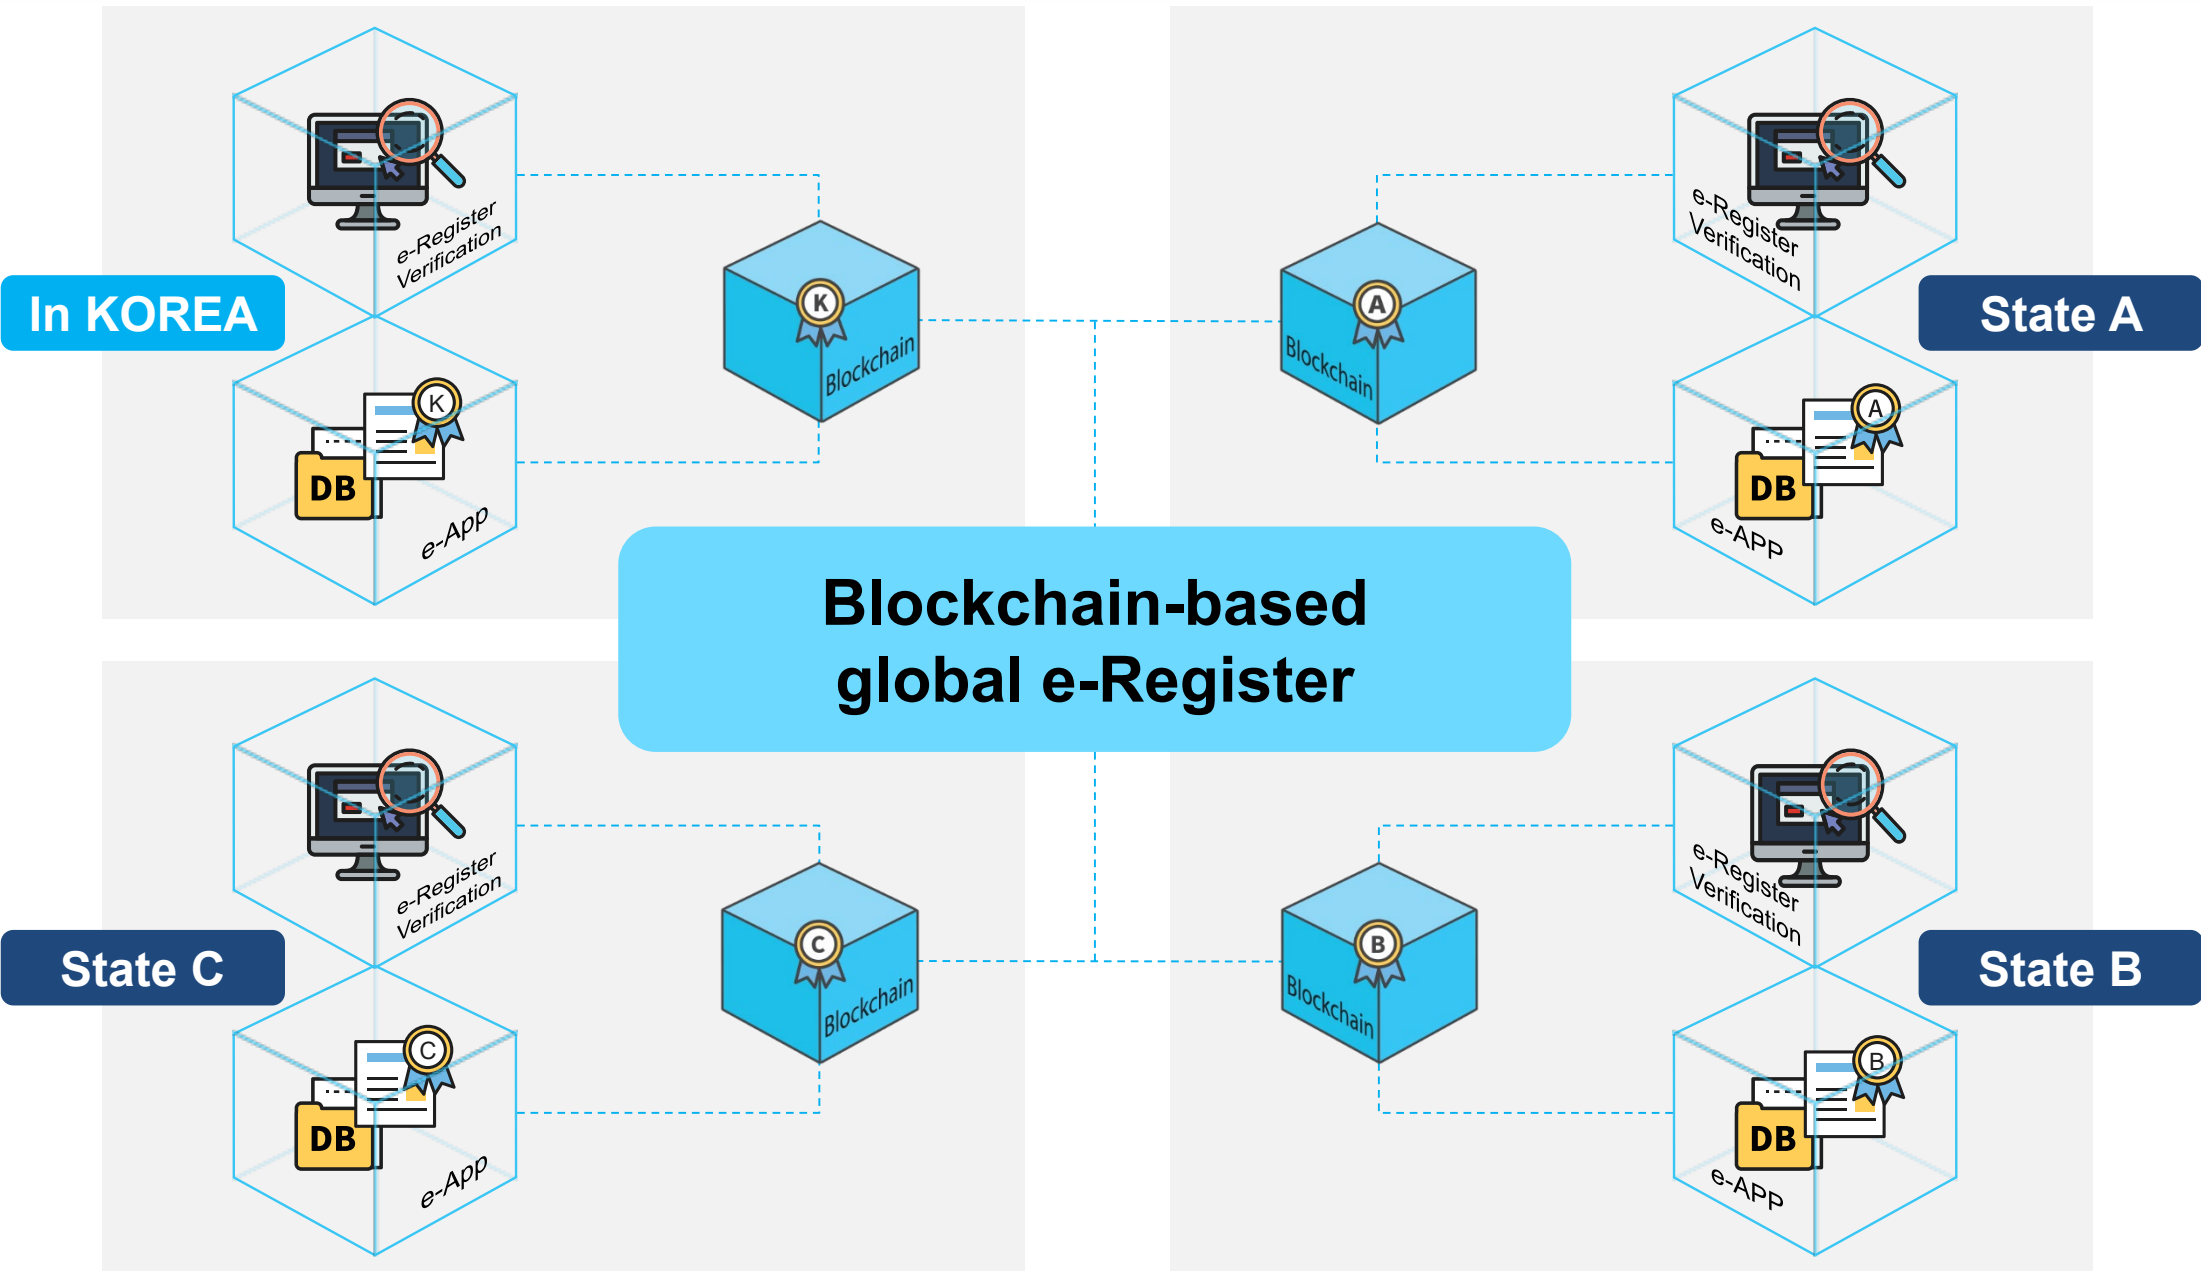 e-Register
Verification
In KOREA
K
Blockchain
K
DB
e-App
e-Register
Verification
State A
A
Blockchain
A
DB
e-APP
Blockchain-based
global e-Register
e-Register
Verification
State C
C
Blockchain
C
DB
e-App
e-Register
Verification
State B
B
Blockchain
B
DB
e-APP